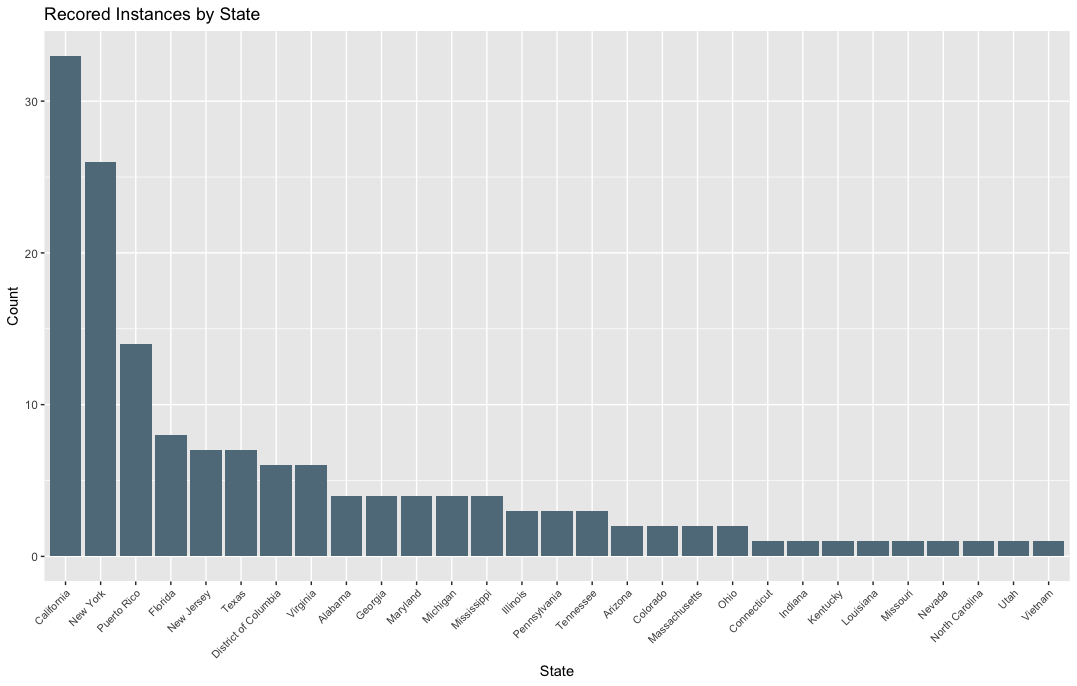 Recored Instances by State
Count
30
20
10
0
California
New York
Puerto Rico
Florida
New Jersey
Texas
District of Columbia
Virginia
Alabama
Georgia
Maryland
Michigan
Mississippi
Illinois
Pennsylvania
Tennessee
Arizona
Colorado
Massachusetts
Ohio
Connecticut
Indiana
Kentucky
Louisiana
Missouri
Nevada
North Carolina
Utah
Vietnam
State